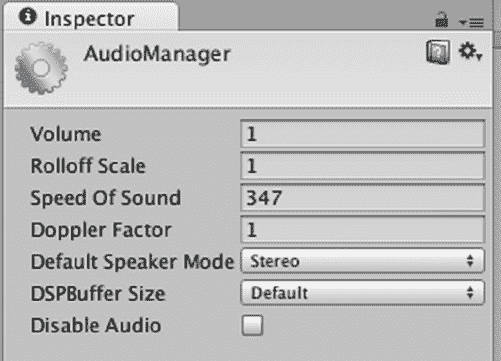 Inspector
AudioManager
Volume 1
Rolloff Scale 1
Speed Of Sound 347
Doppler Factor 1
Default Speaker Mode Stereo
DSPBuffer Size Default
Disable Audio